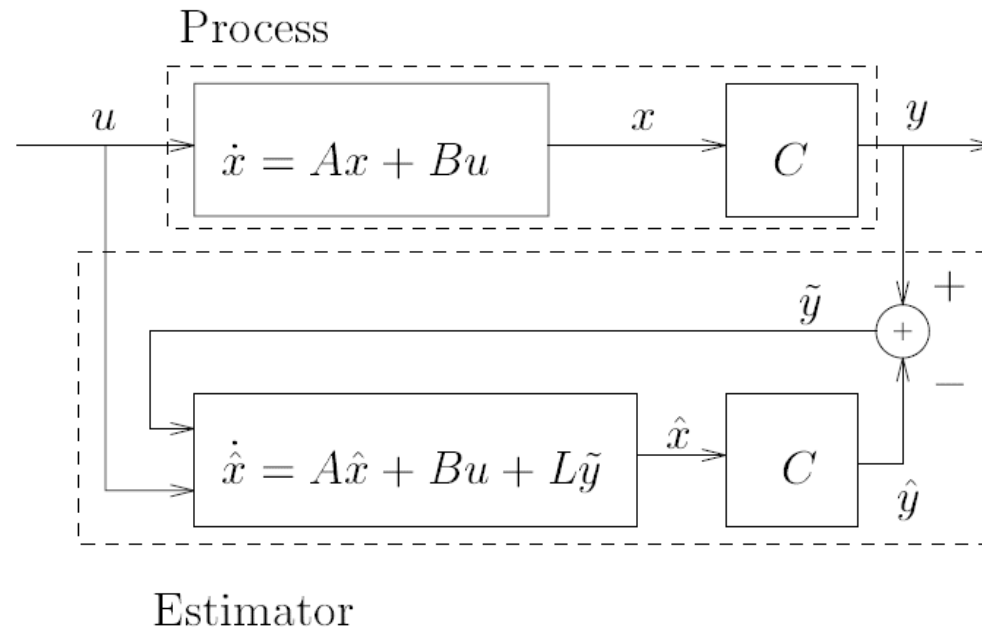 Process
u
x
y
ẋ = Ax + Bu
C
+
ỹ
+
−
x̂̇ = Ax̂ + Bu + Lỹ
x̂
C
ŷ
Estimator